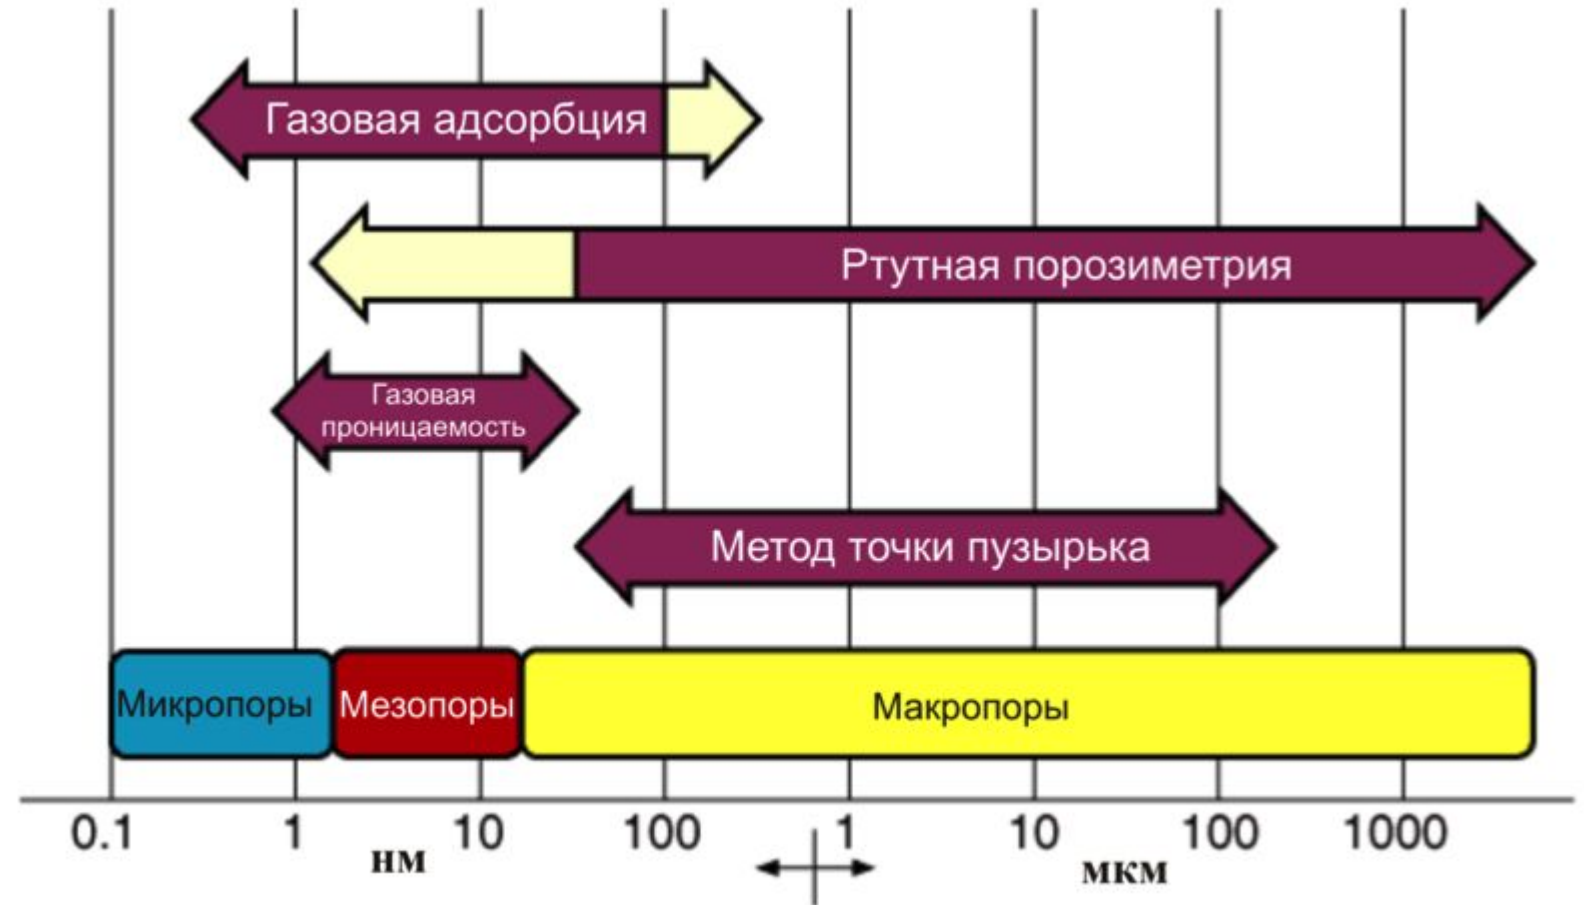 Газовая адсорбция
Ртутная порозиметрия
Газовая
проницаемость
Метод точки пузырька
Микропоры Мезопоры Макропоры
0.1 1 10 100 1 10 100 1000
нм мкм